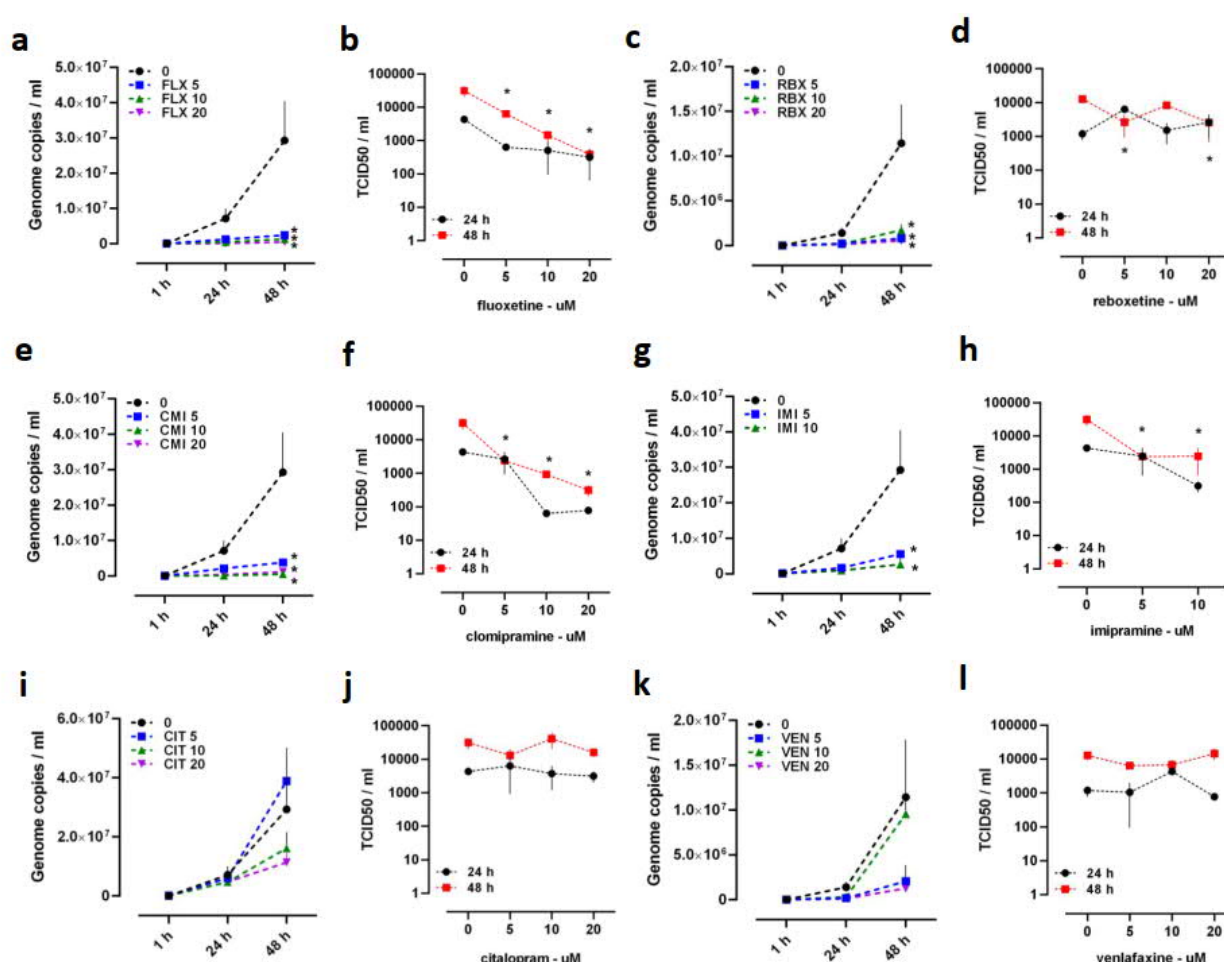 a
5.0×10⁷
4.0×10⁷
3.0×10⁷
2.0×10⁷
1.0×10⁷
0
Genome copies / ml
0
FLX 5
FLX 10
FLX 20
*
*
*
1 h
24 h
48 h
b
100000
10000
1000
100
10
1
TCID50 / ml
*
*
*
24 h
48 h
0
5
10
20
fluoxetine - uM
c
2.0×10⁷
1.5×10⁷
1.0×10⁷
5.0×10⁶
0
Genome copies / ml
0
RBX 5
RBX 10
RBX 20
*
*
*
1 h
24 h
48 h
d
100000
10000
1000
100
10
1
TCID50 / ml
*
*
24 h
48 h
0
5
10
20
reboxetine - uM
e
5.0×10⁷
4.0×10⁷
3.0×10⁷
2.0×10⁷
1.0×10⁷
0
Genome copies / ml
0
CMI 5
CMI 10
CMI 20
*
*
*
1 h
24 h
48 h
f
100000
10000
1000
100
10
1
TCID50 / ml
*
*
*
24 h
48 h
0
5
10
20
clomipramine - uM
g
5.0×10⁷
4.0×10⁷
3.0×10⁷
2.0×10⁷
1.0×10⁷
0
Genome copies / ml
0
IMI 5
IMI 10
*
*
1 h
24 h
48 h
h
100000
10000
1000
100
10
1
TCID50 / ml
*
*
24 h
48 h
0
5
10
imipramine - uM
i
6.0×10⁷
4.0×10⁷
2.0×10⁷
0
Genome copies / ml
0
CIT 5
CIT 10
CIT 20
1 h
24 h
48 h
j
100000
10000
1000
100
10
1
TCID50 / ml
24 h
48 h
0
5
10
20
citalopram - uM
k
2.0×10⁷
1.5×10⁷
1.0×10⁷
5.0×10⁶
0
Genome copies / ml
0
VEN 5
VEN 10
VEN 20
1 h
24 h
48 h
l
100000
10000
1000
100
10
1
TCID50 / ml
24 h
48 h
0
5
10
20
venlafaxine - uM